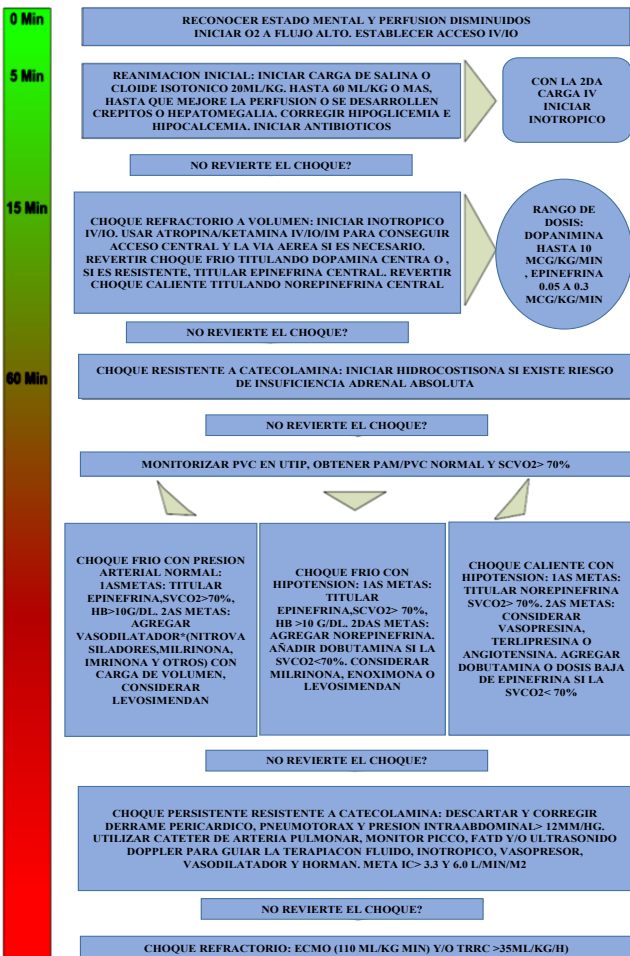 0 Min
RECONOCER ESTADO MENTAL Y PERFUSION DISMINUIDOS
INICIAR O2 A FLUJO ALTO. ESTABLECER ACCESO IV/IO
5 Min
REANIMACION INICIAL: INICIAR CARGA DE SALINA O
CLOIDE ISOTONICO 20ML/KG. HASTA 60 ML/KG O MAS,
HASTA QUE MEJORE LA PERFUSION O SE DESARROLLEN
CREPITOS O HEPATOMEGALIA. CORREGIR HIPOGLICEMIA E
HIPOCALCEMIA. INICIAR ANTIBIOTICOS
CON LA 2DA
CARGA IV
INICIAR
INOTROPICO
NO REVIERTE EL CHOQUE?
15 Min
CHOQUE REFRACTORIO A VOLUMEN: INICIAR INOTROPICO
IV/IO. USAR ATROPINA/KETAMINA IV/IO/IM PARA CONSEGUIR
ACCESO CENTRAL Y LA VIA AEREA SI ES NECESARIO.
REVERTIR CHOQUE FRIO TITULANDO DOPAMINA CENTRA O ,
SI ES RESISTENTE, TITULAR EPINEFRINA CENTRAL. REVERTIR
CHOQUE CALIENTE TITULANDO NOREPINEFRINA CENTRAL
RANGO DE
DOSIS:
DOPANIMINA
HASTA 10
MCG/KG/MIN
, EPINEFRINA
0.05 A 0.3
MCG/KG/MIN
NO REVIERTE EL CHOQUE?
60 Min
CHOQUE RESISTENTE A CATECOLAMINA: INICIAR HIDROCOSTISONA SI EXISTE RIESGO
DE INSUFICIENCIA ADRENAL ABSOLUTA
NO REVIERTE EL CHOQUE?
MONITORIZAR PVC EN UTIP, OBTENER PAM/PVC NORMAL Y SCVO2> 70%
CHOQUE FRIO CON PRESION
ARTERIAL NORMAL:
1ASMETAS: TITULAR
EPINEFRINA,SVCO2>70%,
HB>10G/DL. 2AS METAS:
AGREGAR
VASODILATADOR*(NITROVA
SILADORES,MILRINONA,
IMRINONA Y OTROS) CON
CARGA DE VOLUMEN,
CONSIDERAR
LEVOSIMENDAN
CHOQUE FRIO CON
HIPOTENSION: 1AS METAS:
TITULAR
EPINEFRINA,SCVO2> 70%,
HB >10 G/DL. 2DAS METAS:
AGREGAR NOREPINEFRINA.
AÑADIR DOBUTAMINA SI LA
SVCO2<70%. CONSIDERAR
MILRINONA, ENOXIMONA O
LEVOSIMENDAN
CHOQUE CALIENTE CON
HIPOTENSION: 1AS METAS:
TITULAR NOREPINEFRINA
SVCO2> 70%. 2AS METAS:
CONSIDERAR
VASOPRESINA,
TERLIPRESINA O
ANGIOTENSINA. AGREGAR
DOBUTAMINA O DOSIS BAJA
DE EPINEFRINA SI LA
SVCO2< 70%
NO REVIERTE EL CHOQUE?
CHOQUE PERSISTENTE RESISTENTE A CATECOLAMINA: DESCARTAR Y CORREGIR
DERRAME PERICARDICO, PNEUMOTORAX Y PRESION INTRAABDOMINAL> 12MM/HG.
UTILIZAR CATETER DE ARTERIA PULMONAR, MONITOR PICCO, FATD Y/O ULTRASONIDO
DOPPLER PARA GUIAR LA TERAPIACON FLUIDO, INOTROPICO, VASOPRESOR,
VASODILATADOR Y HORMAN. META IC> 3.3 Y 6.0 L/MIN/M2
NO REVIERTE EL CHOQUE?
CHOQUE REFRACTORIO: ECMO (110 ML/KG MIN) Y/O TRRC >35ML/KG/H)